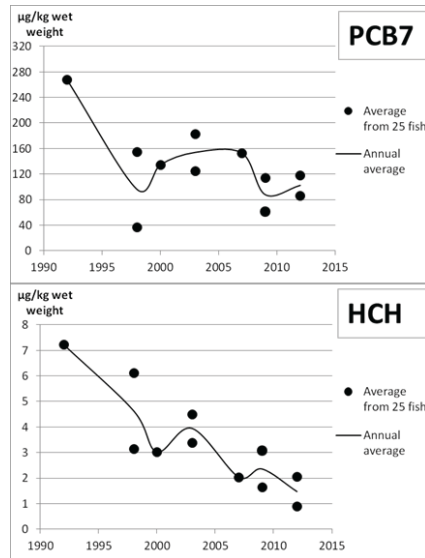 µg/kg wet
weight
PCB7
320
280
240
200
160
120
80
40
0
1990 1995 2000 2005 2010 2015
Average
from 25 fish
Annual
average
µg/kg wet
weight
HCH
8
7
6
5
4
3
2
1
0
1990 1995 2000 2005 2010 2015
Average
from 25 fish
Annual
average